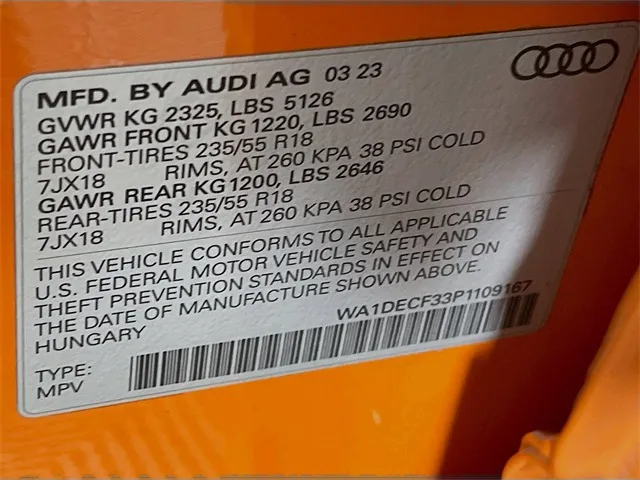 MFD. BY AUDI AG 03 23
GVWR KG 2325, LBS 5126
GAWR FRONT KG 1220, LBS 2690
FRONT-TIRES 235/55 R18
7JX18 RIMS, AT 260 KPA 38 PSI COLD
GAWR REAR KG 1200, LBS 2646
REAR-TIRES 235/55 R18
7JX18 RIMS, AT 260 KPA 38 PSI COLD
THIS VEHICLE CONFORMS TO ALL APPLICABLE
U.S. FEDERAL MOTOR VEHICLE SAFETY AND
THEFT PREVENTION STANDARDS IN EFFECT ON
THE DATE OF MANUFACTURE SHOWN ABOVE.
HUNGARY WA1DECF33P1109167
TYPE:
MPV